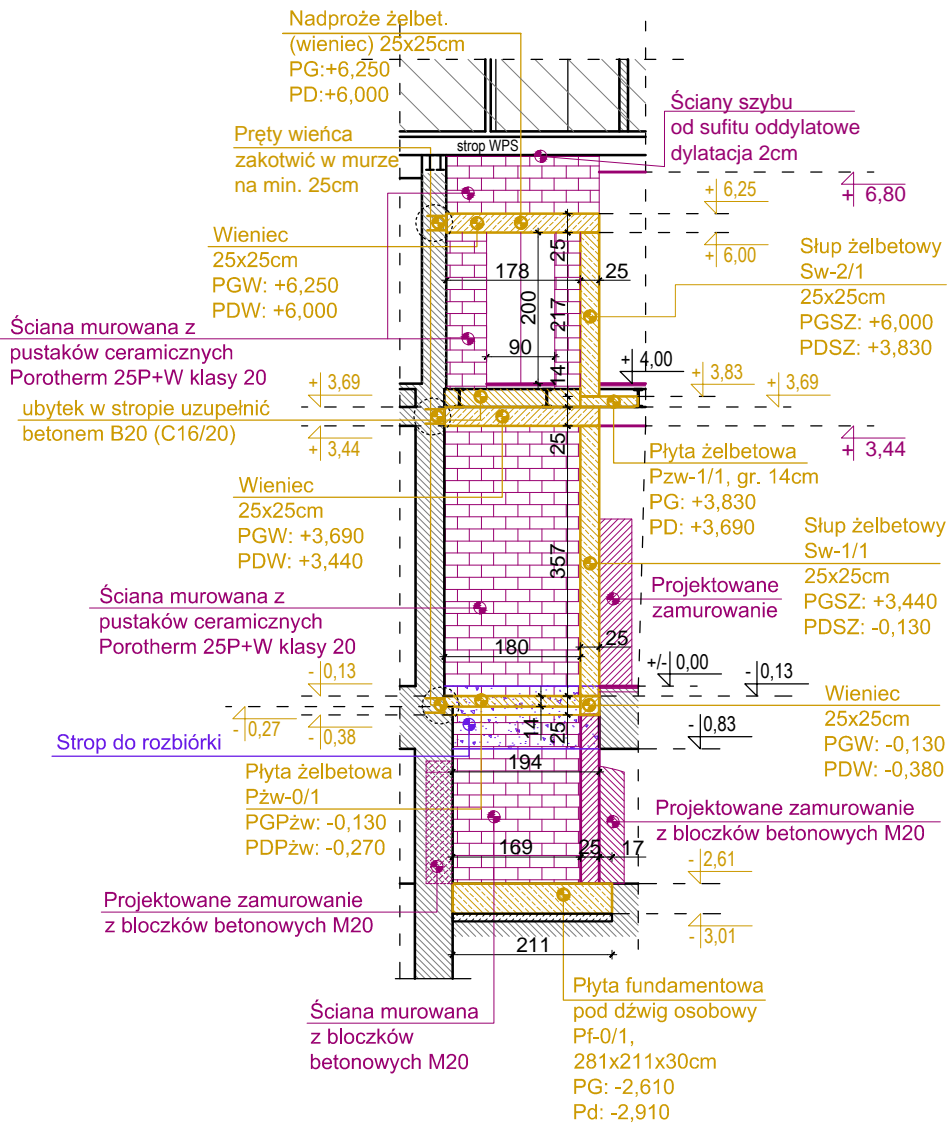 Nadproże żelbet.
(wieniec) 25x25cm
PG:+6,250
PD:+6,000
Ściany szybu
od sufitu oddylatowe
dylatacja 2cm
Pręty wieńca
zakotwić w murze
na min. 25cm
strop WPS
+ 6,25
+ 6,80
+ 6,00
Wieniec
25x25cm
PGW: +6,250
PDW: +6,000
Słup żelbetowy
Sw-2/1
25x25cm
PGSZ: +6,000
PDSZ: +3,830
25
178
25
200
217
90
14
Ściana murowana z
pustaków ceramicznych
Porotherm 25P+W klasy 20
+ 4,00
+ 3,69
+ 3,83
+ 3,69
ubytek w stropie uzupełnić
betonem B20 (C16/20)
+ 3,44
25
+ 3,44
Płyta żelbetowa
Pzw-1/1, gr. 14cm
PG: +3,830
PD: +3,690
Wieniec
25x25cm
PGW: +3,690
PDW: +3,440
Słup żelbetowy
Sw-1/1
25x25cm
PGSZ: +3,440
PDSZ: -0,130
357
Projektowane
zamurowanie
Ściana murowana z
pustaków ceramicznych
Porotherm 25P+W klasy 20
180
25
- 0,13
+/- 0,00
- 0,13
- 0,27
- 0,38
14
25
- 0,83
Wieniec
25x25cm
PGW: -0,130
PDW: -0,380
Strop do rozbiórki
194
Płyta żelbetowa
Pżw-0/1
PGPżw: -0,130
PDPżw: -0,270
Projektowane zamurowanie
z bloczków betonowych M20
169
25
17
- 2,61
Projektowane zamurowanie
z bloczków betonowych M20
- 3,01
211
Ściana murowana
z bloczków
betonowych M20
Płyta fundamentowa
pod dźwig osobowy
Pf-0/1,
281x211x30cm
PG: -2,610
Pd: -2,910